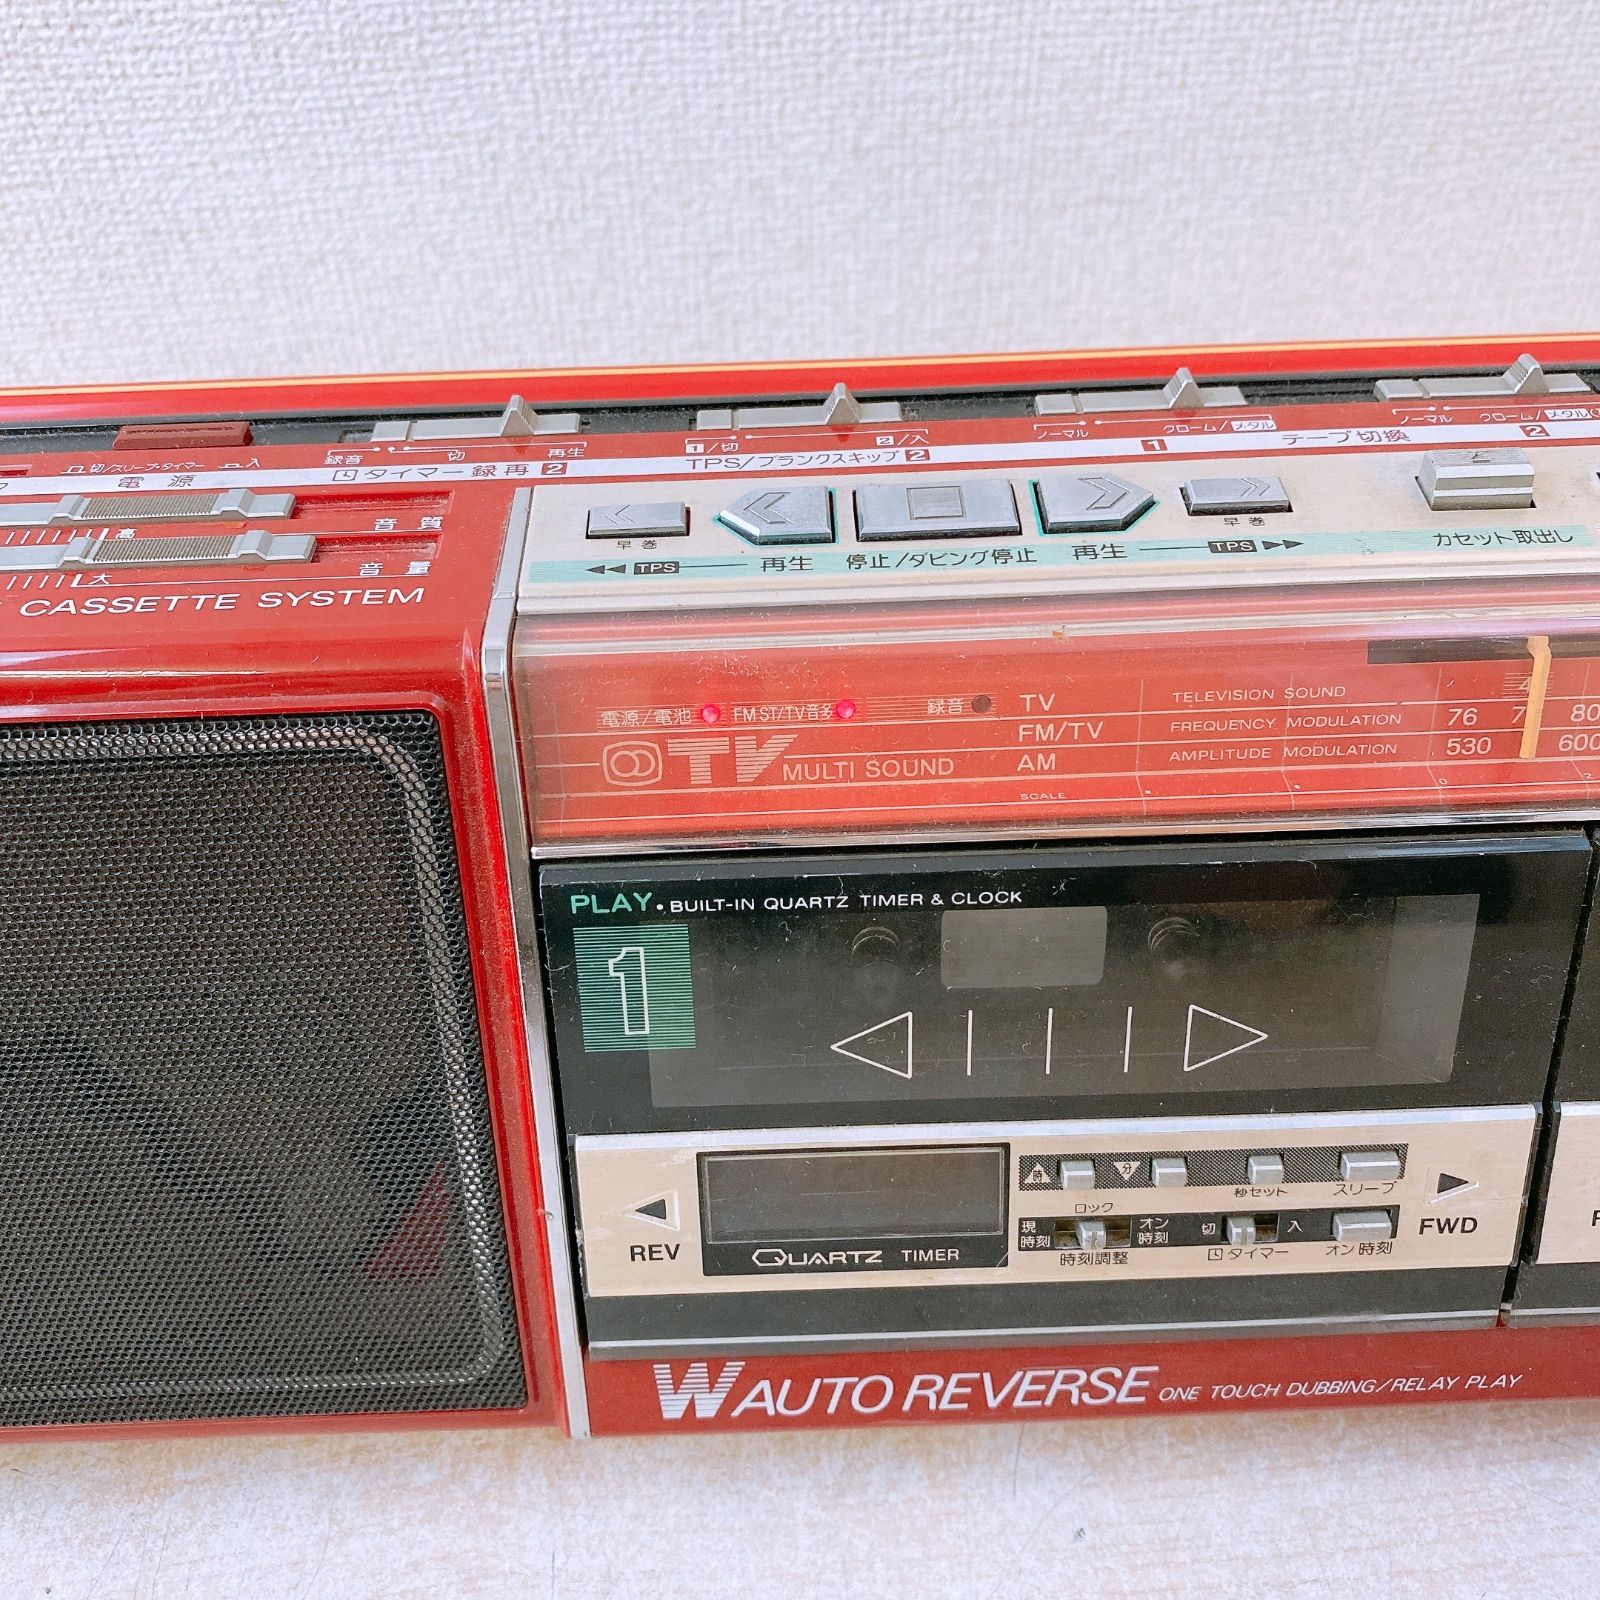 録音 切 再生
1/切 2/入
ノーマル クローム/メタル
ノーマル クローム/メタル
切/スリープ・タイマー 入
電源
タイマー録再 2
TPS/ブランクスキップ 2
1
テープ切換
2
高
音質
大
音量
CASSETTE SYSTEM
早巻
早巻
TPS
再生
停止/ダビング停止
再生
TPS
カセット取出し
電源/電池
FM ST/TV音多
録音
TV MULTI SOUND
TV TELEVISION SOUND 4
FM/TV FREQUENCY MODULATION 76 80
AM AMPLITUDE MODULATION 530 600
SCALE 0 2
PLAY・BUILT-IN QUARTZ TIMER & CLOCK
1
時 分 秒セット スリープ
ロック
現時刻 オン時刻 切 入
時刻調整 タイマー オン時刻
REV
QUARTZ TIMER
FWD
W AUTO REVERSE ONE TOUCH DUBBING/RELAY PLAY